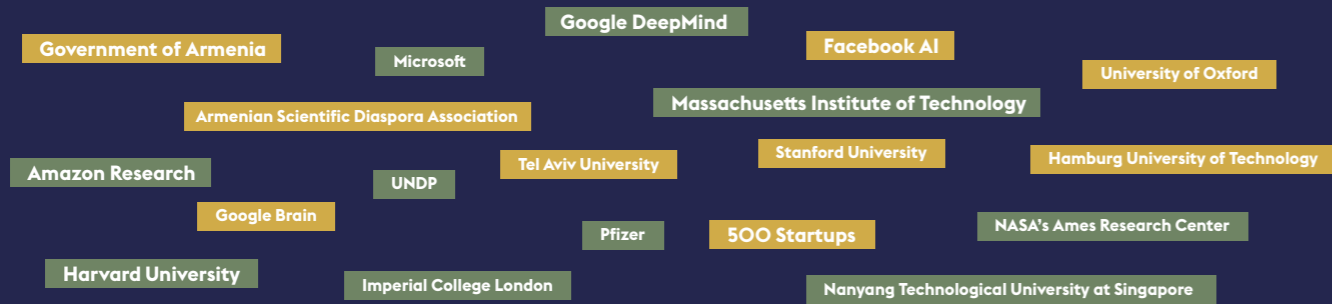 Google DeepMind
Government of Armenia
Facebook AI
Microsoft
University of Oxford
Massachusetts Institute of Technology
Armenian Scientific Diaspora Association
Stanford University
Hamburg University of Technology
Tel Aviv University
Amazon Research
UNDP
Google Brain
NASA's Ames Research Center
Pfizer
500 Startups
Harvard University
Imperial College London
Nanyang Technological University at Singapore